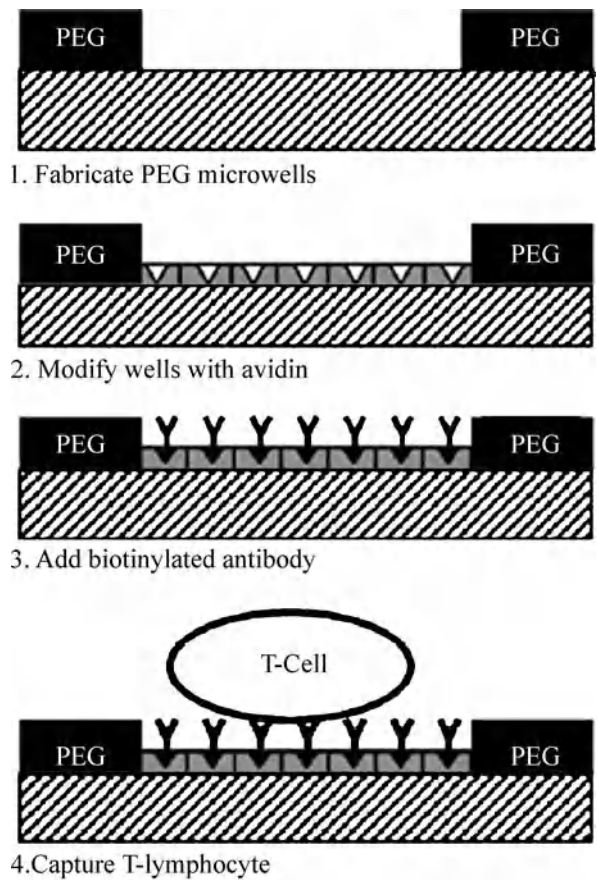 PEG PEG
1. Fabricate PEG microwells
PEG PEG
2. Modify wells with avidin
PEG PEG
3. Add biotinylated antibody
T-Cell
PEG PEG
4.Capture T-lymphocyte